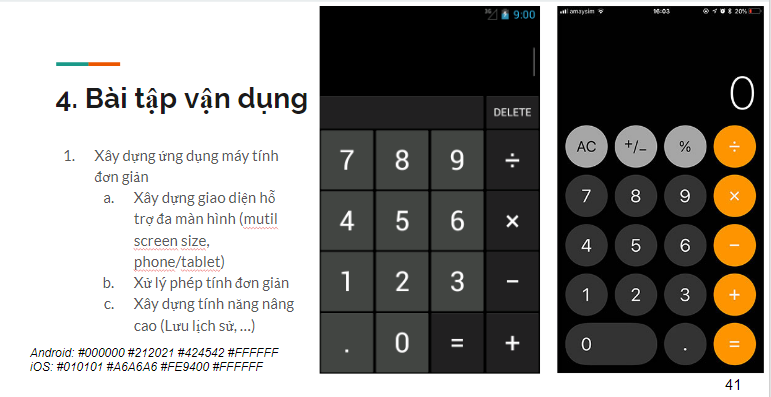 4. Bài tập vận dụng
1. Xây dựng ứng dụng máy tính
đơn giản
a. Xây dựng giao diện hỗ
trợ đa màn hình (mutil
screen size,
phone/tablet)
b. Xử lý phép tính đơn giản
c. Xây dựng tính năng nâng
cao (Lưu lịch sử, ...)
Android: #000000 #212021 #424542 #FFFFFF
iOS: #010101 #A6A6A6 #FE9400 #FFFFFF
3G 9:00
DELETE
7 8 9 ÷
4 5 6 ×
1 2 3 −
. 0 = +
amaysim 16:03 20%
0
AC +/− % ÷
7 8 9 ×
4 5 6 −
1 2 3 +
0 . =
41